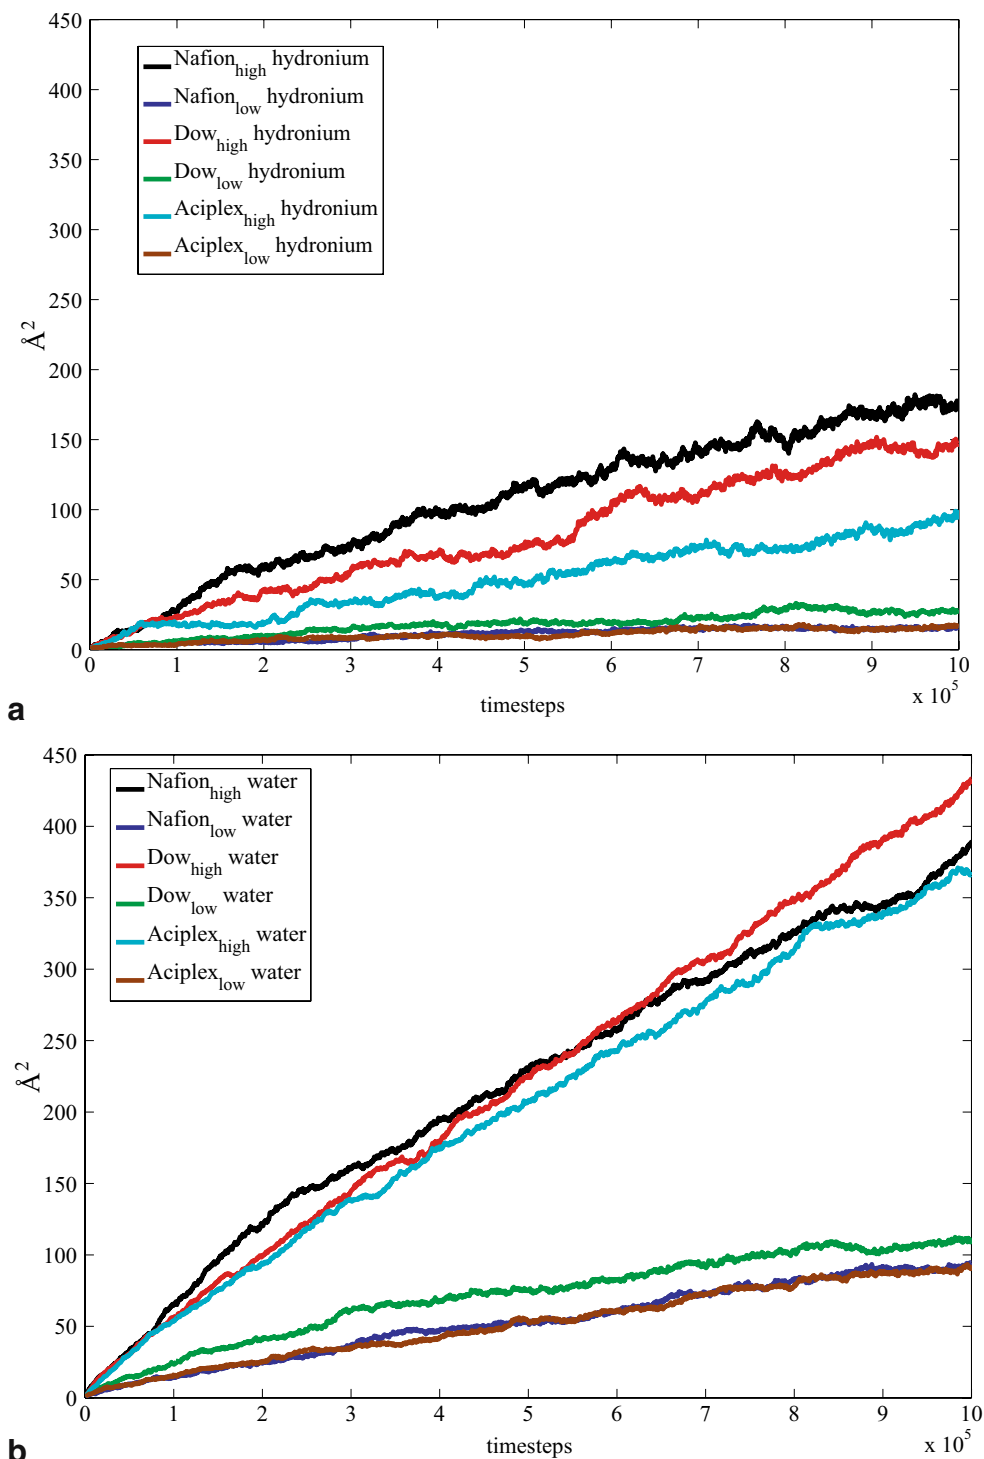 450
400
350
300
250
200
150
100
50
0
Å2
Nafionhigh hydronium
Nafionlow hydronium
Dowhigh hydronium
Dowlow hydronium
Aciplexhigh hydronium
Aciplexlow hydronium
0 1 2 3 4 5 6 7 8 9 10
x 105
timesteps
a
450
400
350
300
250
200
150
100
50
0
Å2
Nafionhigh water
Nafionlow water
Dowhigh water
Dowlow water
Aciplexhigh water
Aciplexlow water
0 1 2 3 4 5 6 7 8 9 10
x 105
timesteps
b